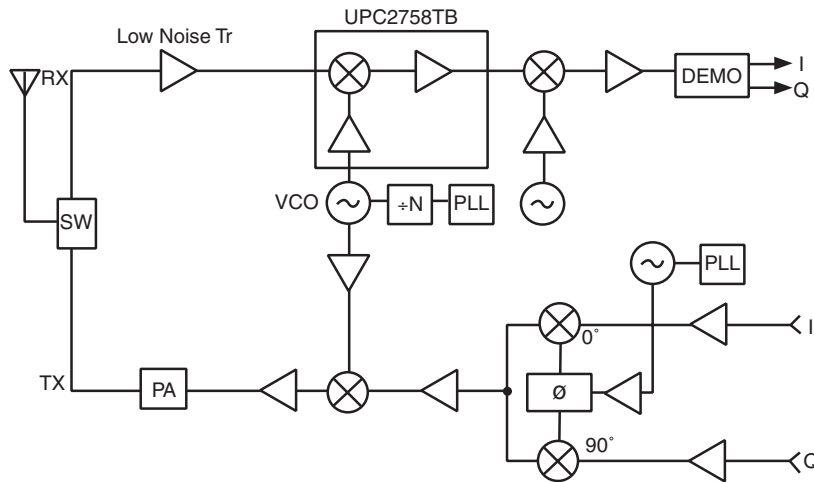 UPC2758TB
Low Noise Tr
RX
DEMO
I
Q
SW
VCO
÷N
PLL
PLL
0°
I
TX
PA
ø
90°
Q